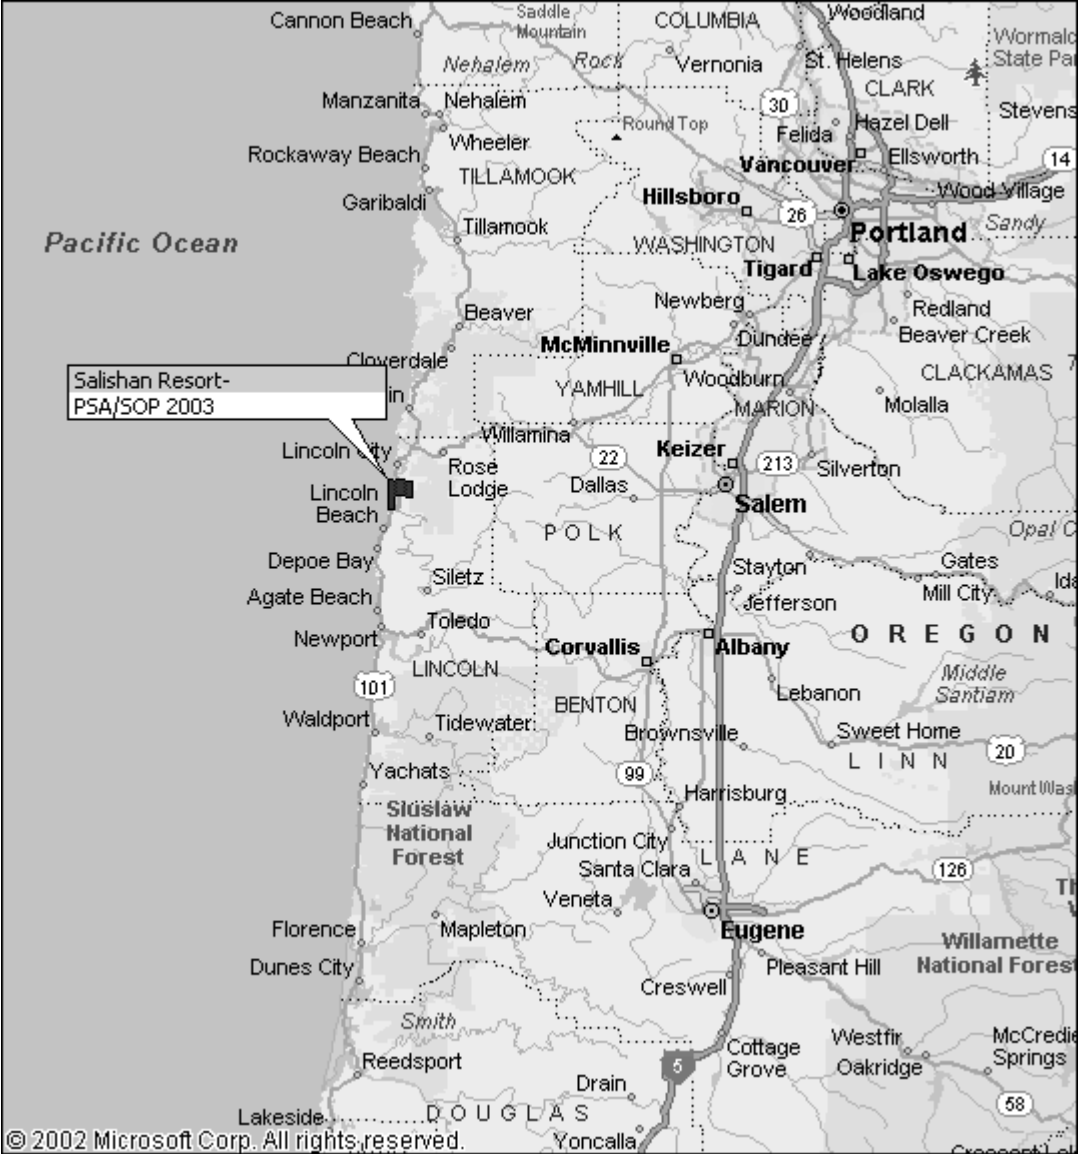 Cannon Beach
Saddle
Mountain
COLUMBIA
Woodland
Nehalem
Rock
Vernonia
St. Helens
CLARK
Manzanita
Nehalem
30
Felida
Hazel Dell
Stevens
Round Top
Wheeler
Rockaway Beach
Vancouver
Ellsworth
14
TILLAMOOK
Hillsboro
Wood Village
Garibaldi
26
Tillamook
Portland
Sandy
Pacific Ocean
WASHINGTON
Tigard
Lake Oswego
Newberg
Redland
Beaver
Dundee
Beaver Creek
McMinnville
Cloverdale
CLACKAMAS
Salishan Resort-
PSA/SOP 2003
in
YAMHILL
Woodburn
MARION
Molalla
Willamina
Lincoln City
Keizer
22
213
Silverton
Rose
Lodge
Dallas
Lincoln
Beach
Salem
POLK
Opal C
Depoe Bay
Stayton
Gates
Siletz
Mill City
Ida
Agate Beach
Jefferson
Toledo
Newport
OREGON
Corvallis
Albany
LINCOLN
Middle
Santiam
101
Lebanon
BENTON
Waldport
Tidewater
Brownsville
Sweet Home
20
LINN
Yachats
99
Mount Was
Harrisburg
Siuslaw
National
Forest
Junction City
LANE
Santa Clara
126
Veneta
Th
Florence
Mapleton
Eugene
Willamette
National Forest
Dunes City
Pleasant Hill
Creswell
Smith
Westfir
McCredie
Springs
Oakridge
Reedsport
Cottage
Grove
5
Drain
58
Lakeside
DOUGLAS
Yoncalla
© 2002 Microsoft Corp. All rights reserved.